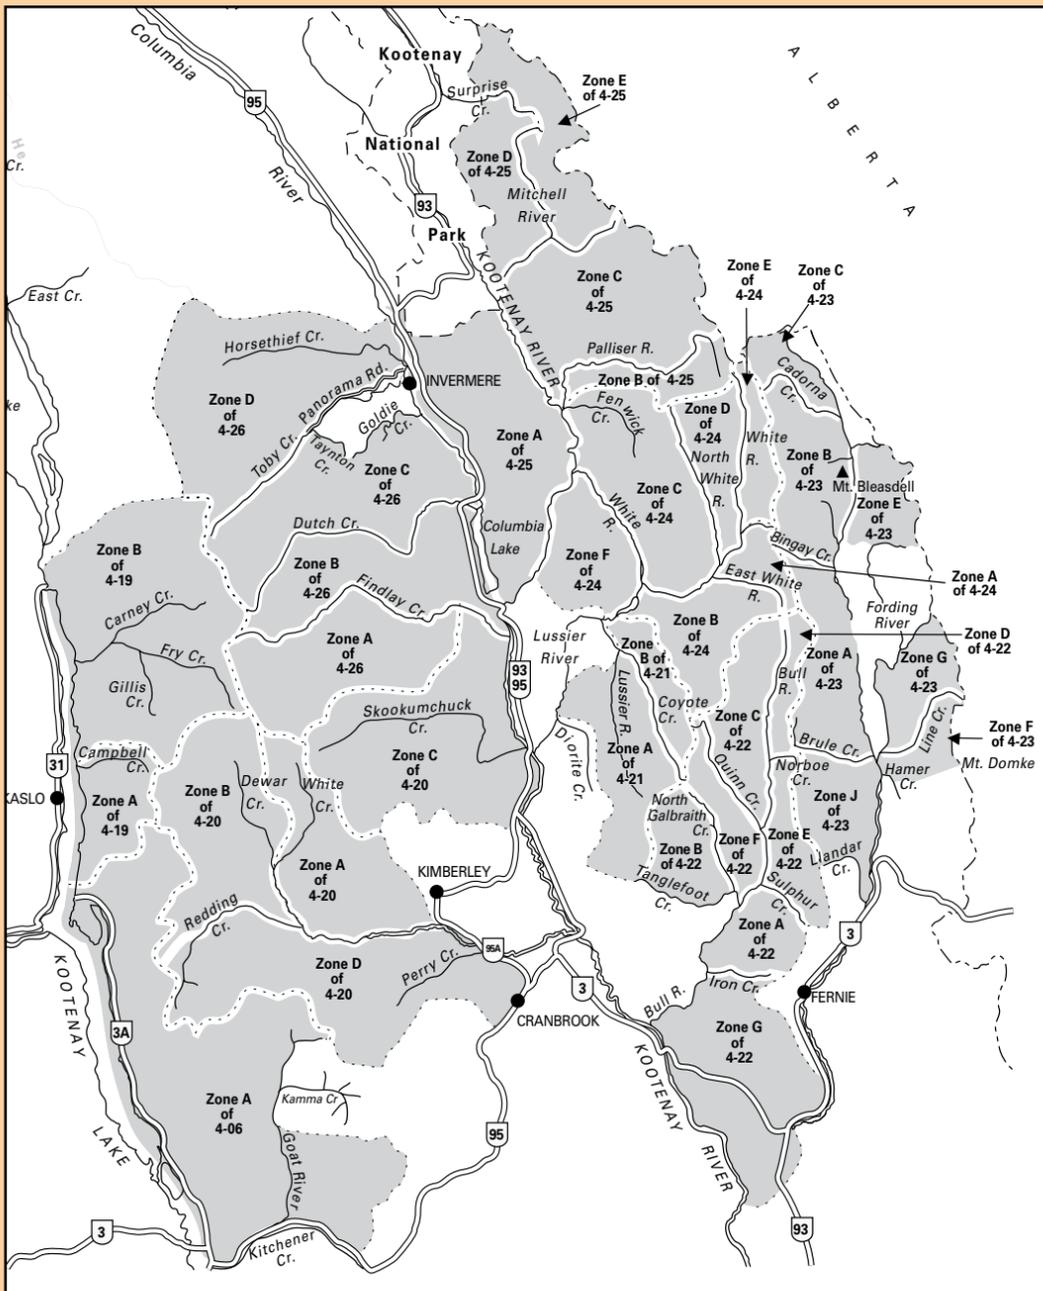 Columbia
River
95
Kootenay
National
Park
93
Surprise
Cr.
Zone E
of 4-25
Zone D
of 4-25
Mitchell
River
A L B E R T A
He
Cr.
East Cr.
ke
KOOTENAY RIVER
Zone C
of
4-25
Zone E
of
4-24
Zone C
of
4-23
Horsethief Cr.
Panorama Rd.
INVERMERE
Palliser R.
Zone B of 4-25
Cadorna
Cr.
Zone D
of
4-26
Toby Cr.
Goldie
Cr.
Taynton
Cr.
Zone C
of
4-26
Zone A
of
4-25
Fenwick
Cr.
Zone D
of
4-24
North
White
R.
White
R.
Zone B
of
4-23
Mt. Bleasdell
Zone E
of
4-23
Zone C
of
4-24
White
R.
Dutch Cr.
Columbia
Lake
Zone B
of
4-19
Zone B
of
4-26
Findlay Cr.
Zone F
of
4-24
Bingay Cr.
East White
R.
Zone A
of 4-24
Carney Cr.
Fry Cr.
Gillis
Cr.
Zone A
of
4-26
Lussier
River
Zone
B of
4-21
Zone B
of
4-24
Fording
River
Zone D
of 4-22
Zone A
of
4-23
Zone G
of
4-23
93
95
Bull
R.
Lussier R.
Coyote
Cr.
Skookumchuck
Cr.
Zone C
of
4-22
Line Cr.
Zone F
of 4-23
Mt. Domke
Zone C
of
4-20
Diorite Cr.
Zone A
of
4-21
Quinn Cr.
Brule Cr.
Norboe
Cr.
Hamer
Cr.
31
Campbell
Cr.
KASLO
Zone A
of
4-19
Zone B
of
4-20
Dewar
Cr.
White
Cr.
North
Galbraith
Cr.
Zone J
of
4-23
Zone B
of
4-22
Zone F
of
4-22
Zone E
of
4-22
Llandar
Cr.
Zone A
of
4-20
KIMBERLEY
Tanglefoot
Cr.
Sulphur
Cr.
Redding
Cr.
Zone A
of
4-22
3
95A
Zone D
of
4-20
Perry Cr.
3
Iron Cr.
Bull R.
FERNIE
CRANBROOK
KOOTENAY
LAKE
3A
Zone G
of
4-22
KOOTENAY
RIVER
Zone A
of
4-06
Kamma Cr
Goat River
95
3
Kitchener
Cr.
93